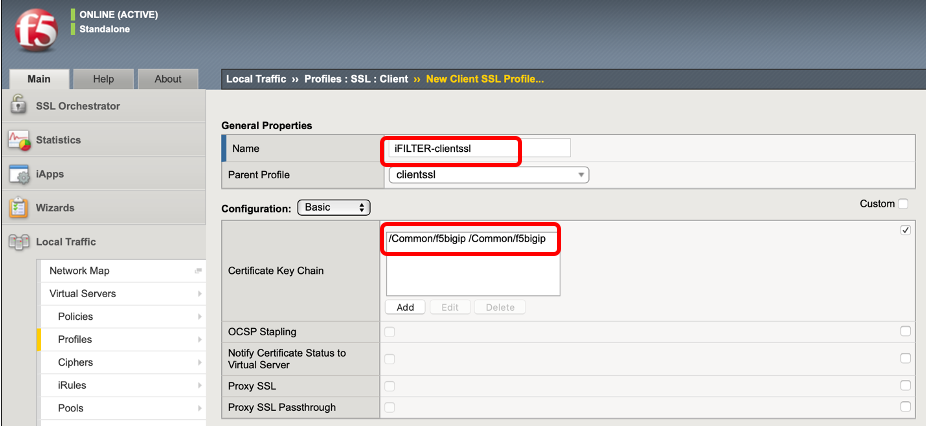 f5
ONLINE (ACTIVE)
Standalone
Main
Help
About
Local Traffic ›› Profiles : SSL : Client ›› New Client SSL Profile...
SSL Orchestrator
Statistics
iApps
Wizards
Local Traffic
Network Map
Virtual Servers
Policies
Profiles
Ciphers
iRules
Pools
General Properties
Name
iFILTER-clientssl
Parent Profile
clientssl
Configuration:
Basic
Custom
Certificate Key Chain
/Common/f5bigip /Common/f5bigip
Add
Edit
Delete
OCSP Stapling
Notify Certificate Status to
Virtual Server
Proxy SSL
Proxy SSL Passthrough